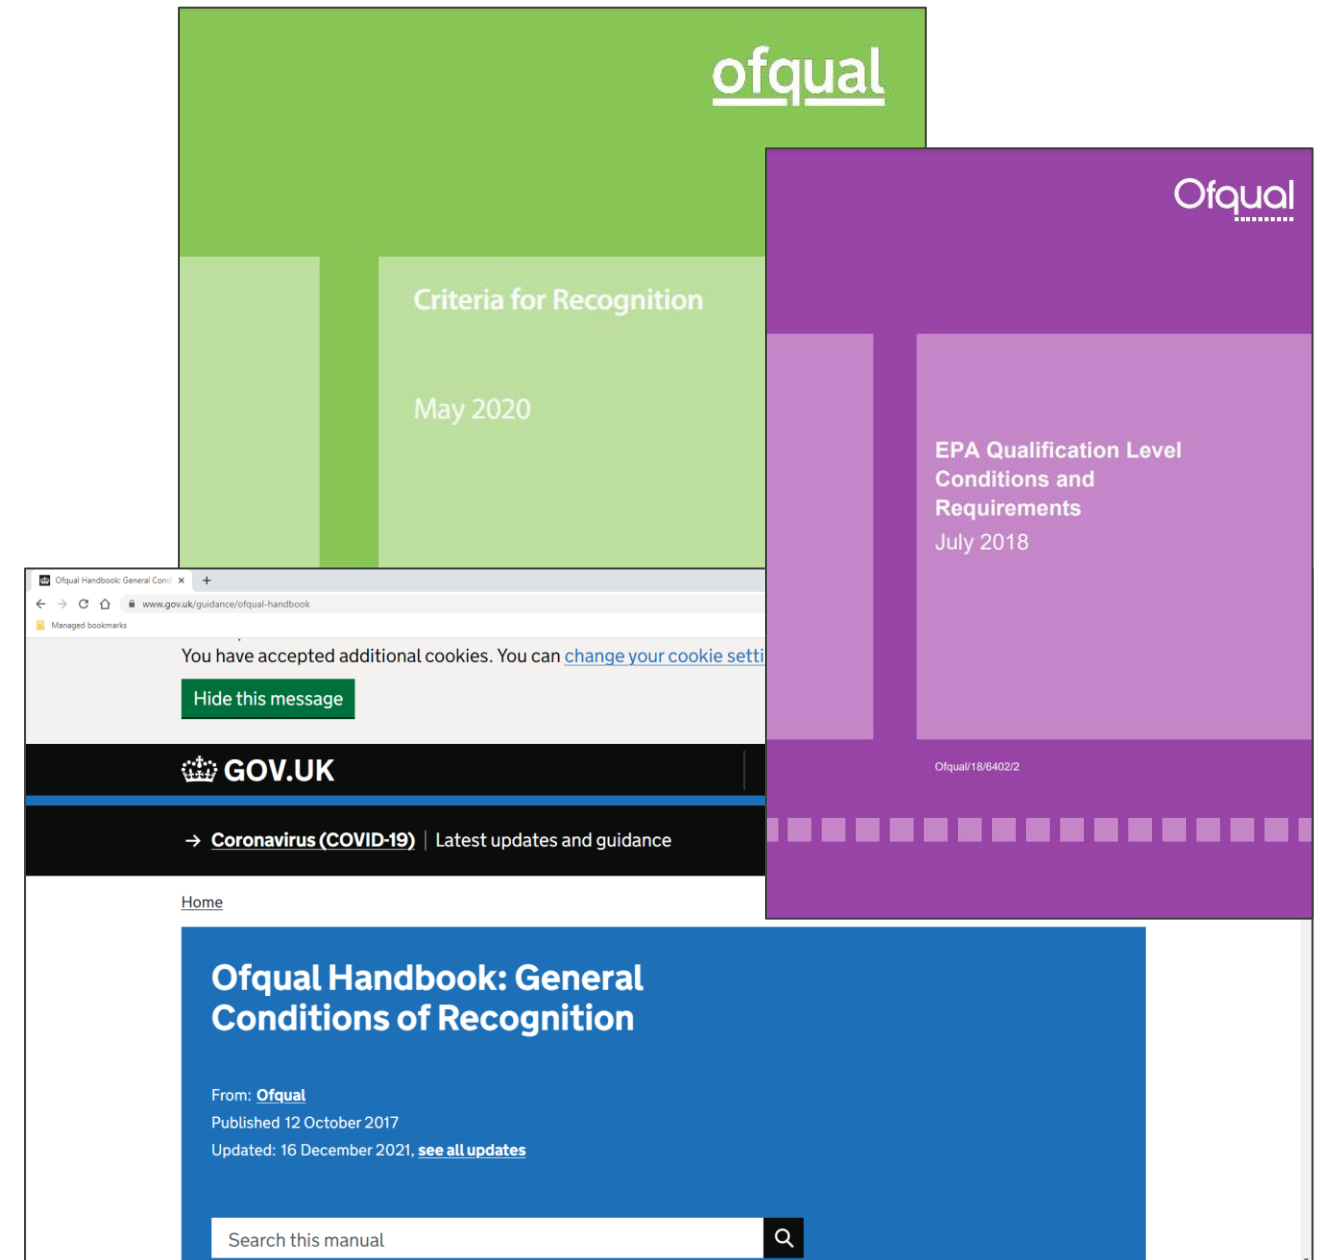 ofqual
Criteria for Recognition
May 2020
Ofqual
EPA Qualification Level
Conditions and
Requirements
July 2018
Ofqual/18/6402/2
Ofqual Handbook: General Cond
www.gov.uk/guidance/ofqual-handbook
Managed bookmarks
You have accepted additional cookies. You can change your cookie setti
Hide this message
GOV.UK
→ Coronavirus (COVID-19) | Latest updates and guidance
Home
Ofqual Handbook: General
Conditions of Recognition
From: Ofqual
Published 12 October 2017
Updated: 16 December 2021, see all updates
Search this manual